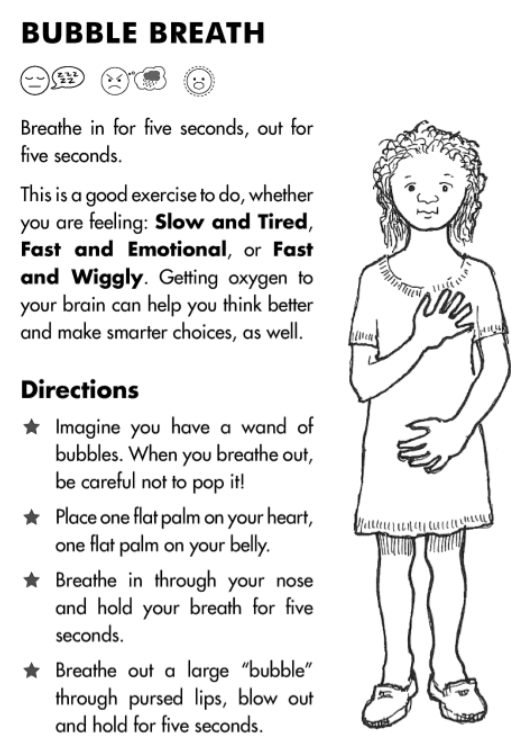 BUBBLE BREATH
Breathe in for five seconds, out for
five seconds.
This is a good exercise to do, whether
you are feeling: Slow and Tired,
Fast and Emotional, or Fast
and Wiggly. Getting oxygen to
your brain can help you think better
and make smarter choices, as well.
Directions
★ Imagine you have a wand of
bubbles. When you breathe out,
be careful not to pop it!
★ Place one flat palm on your heart,
one flat palm on your belly.
★ Breathe in through your nose
and hold your breath for five
seconds.
★ Breathe out a large “bubble”
through pursed lips, blow out
and hold for five seconds.